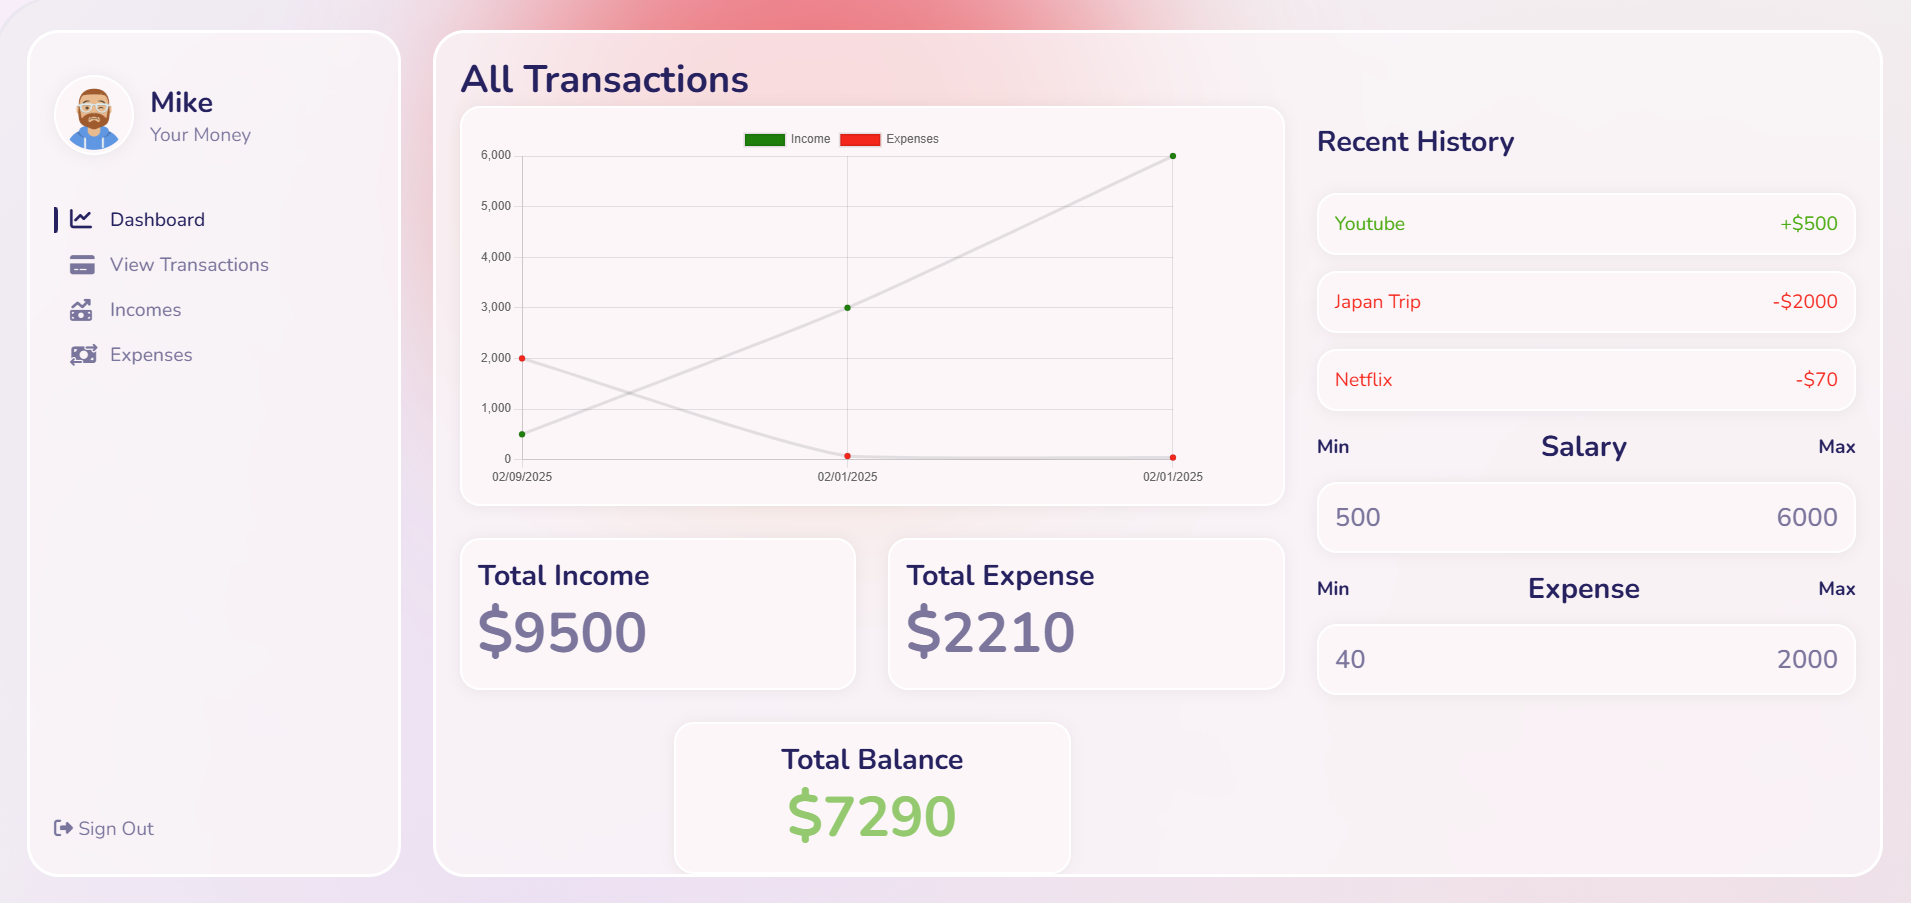 Mike
Your Money
Dashboard
View Transactions
Incomes
Expenses
Sign Out
All Transactions
Income Expenses
6,000
5,000
4,000
3,000
2,000
1,000
0
02/09/2025 02/01/2025 02/01/2025
Total Income
$9500
Total Expense
$2210
Total Balance
$7290
Recent History
Youtube +$500
Japan Trip -$2000
Netflix -$70
Min Salary Max
500 6000
Min Expense Max
40 2000